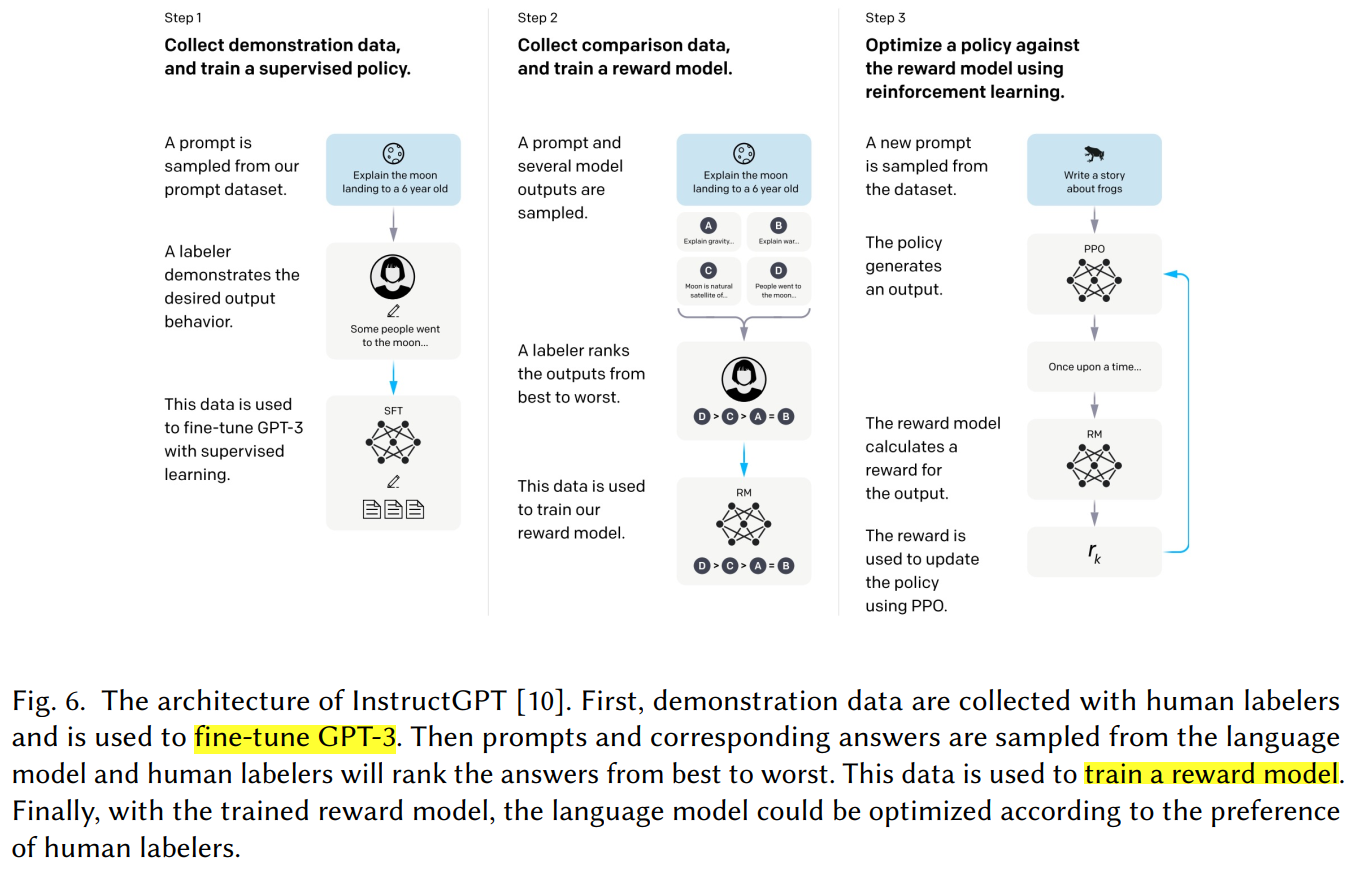 Step 1
Collect demonstration data,
and train a supervised policy.
A prompt is
sampled from our
prompt dataset.
Explain the moon
landing to a 6 year old
A labeler
demonstrates the
desired output
behavior.
Some people went
to the moon...
This data is used
to fine-tune GPT-3
with supervised
learning.
SFT
Step 2
Collect comparison data,
and train a reward model.
A prompt and
several model
outputs are
sampled.
Explain the moon
landing to a 6 year old
A
Explain gravity...
B
Explain war...
C
Moon is natural
satellite of...
D
People went to
the moon...
A labeler ranks
the outputs from
best to worst.
D > C > A = B
This data is used
to train our
reward model.
RM
D > C > A = B
Step 3
Optimize a policy against
the reward model using
reinforcement learning.
A new prompt
is sampled from
the dataset.
Write a story
about frogs
The policy
generates
an output.
PPO
Once upon a time...
The reward model
calculates a
reward for
the output.
RM
The reward is
used to update
the policy
using PPO.
rk
Fig. 6. The architecture of InstructGPT [10]. First, demonstration data are collected with human labelers
and is used to fine-tune GPT-3. Then prompts and corresponding answers are sampled from the language
model and human labelers will rank the answers from best to worst. This data is used to train a reward model.
Finally, with the trained reward model, the language model could be optimized according to the preference
of human labelers.